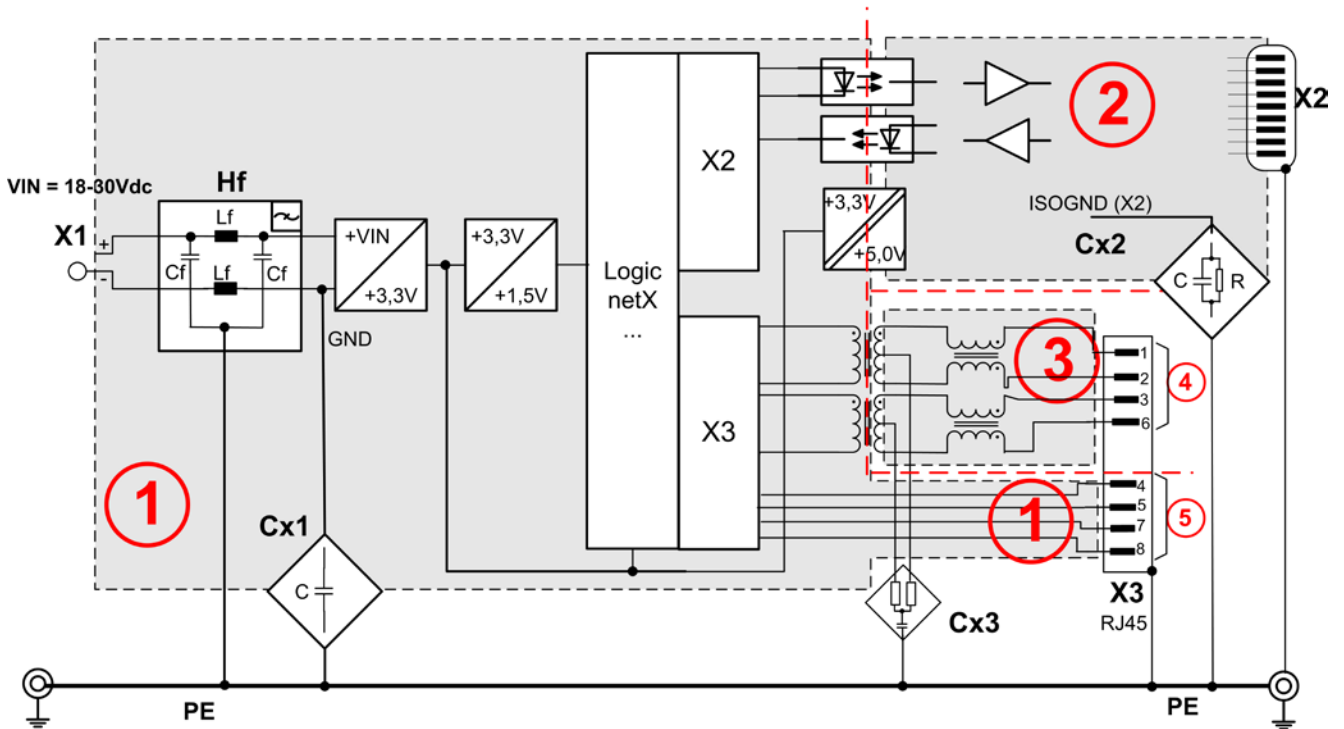 VIN = 18-30Vdc
X1
+
-
Hf
Lf
Cf
Lf
Cf
GND
+VIN
+3,3V
+3,3V
+1,5V
Logic
netX
...
X2
X3
+3,3V
+5,0V
2
X2
ISOGND (X2)
Cx2
C
R
3
1
2
3
6
4
4
5
7
8
5
1
1
Cx1
C
Cx3
X3
RJ45
PE
PE